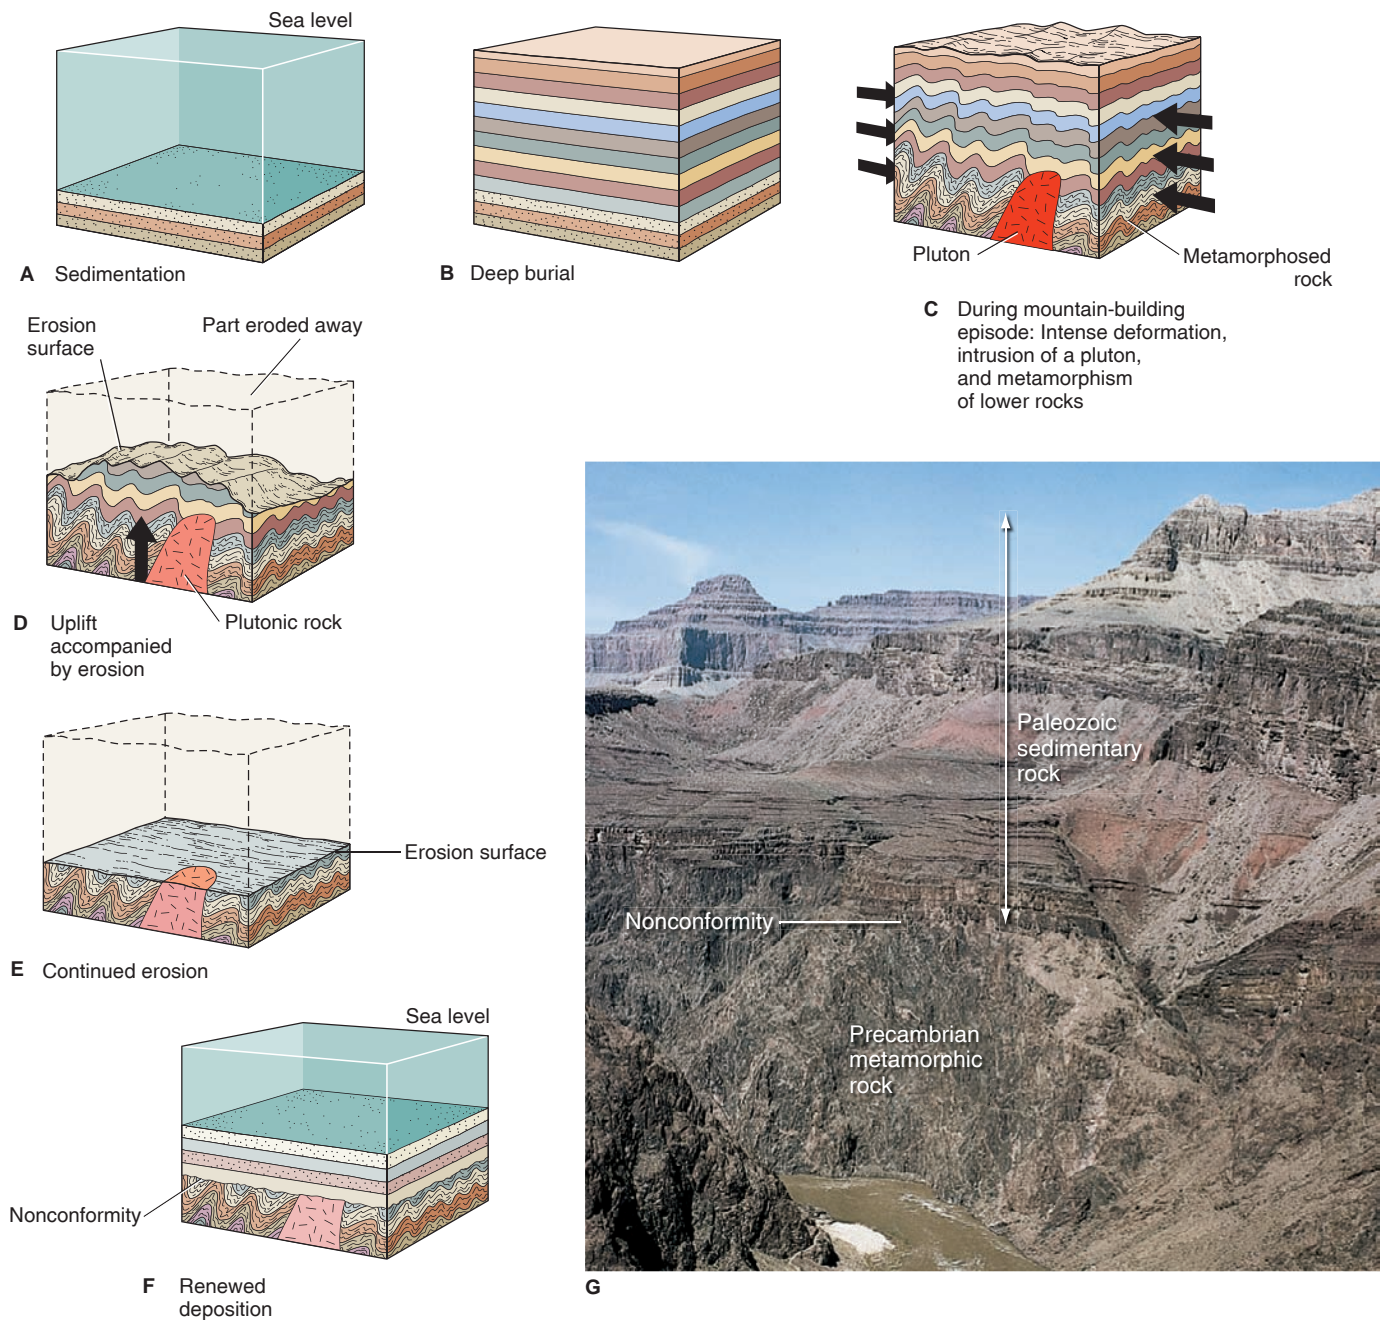 Sea level
A Sedimentation
B Deep burial
Pluton
Metamorphosed
rock
C During mountain-building
episode: Intense deformation,
intrusion of a pluton,
and metamorphism
of lower rocks
Erosion
surface
Part eroded away
Plutonic rock
D Uplift
accompanied
by erosion
Erosion surface
E Continued erosion
Sea level
Nonconformity
F Renewed
deposition
Paleozoic
sedimentary
rock
Nonconformity
Precambrian
metamorphic
rock
G